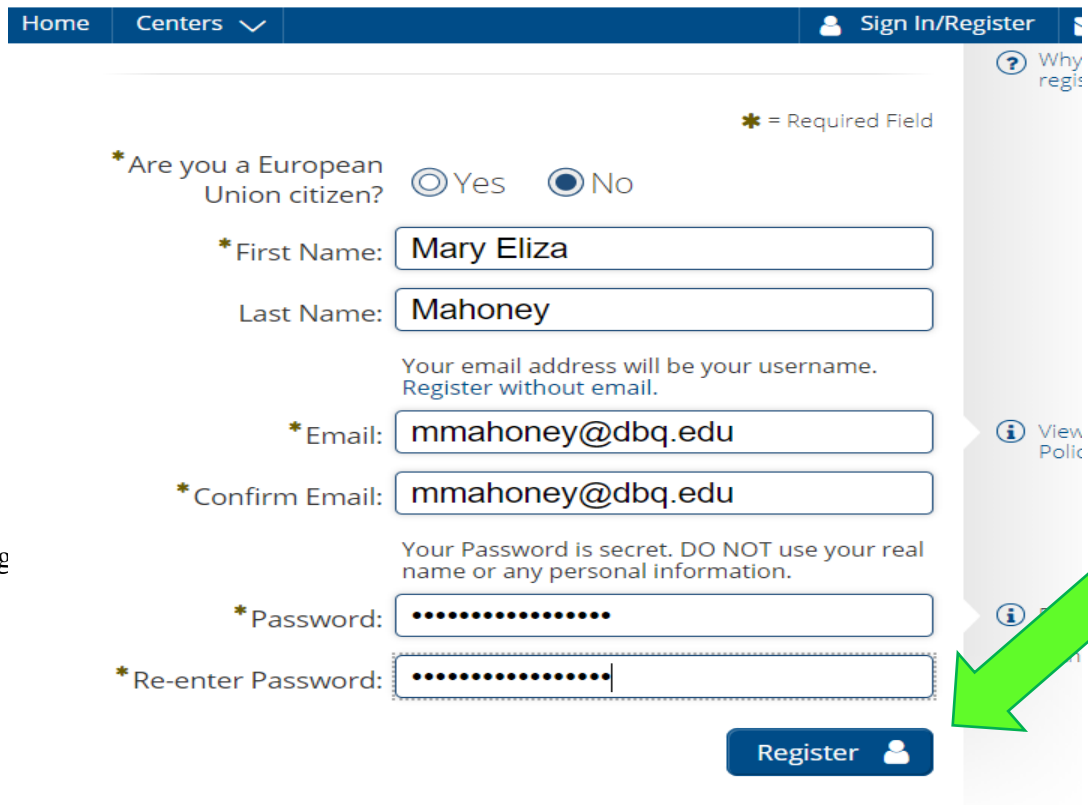 Home Centers Sign In/Register
Why
= Required Field
*Are you a European
Union citizen? Yes No
*First Name: Mary Eliza
Last Name: Mahoney
Your email address will be your username.
Register without email.
*Email: mmahoney@dbq.edu
View
*Confirm Email: mmahoney@dbq.edu
Your Password is secret. DO NOT use your real
name or any personal information.
*Password: •••••••••••••••••
*Re-enter Password: •••••••••••••••••
Register